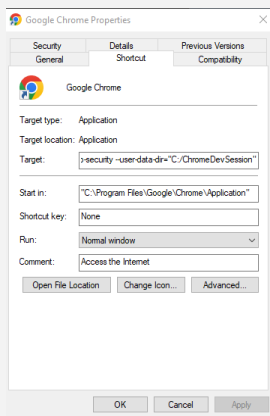 Google Chrome Properties
Security Details Previous Versions
General Shortcut Compatibility
Google Chrome
Target type: Application
Target location: Application
Target: -security --user-data-dir="C:/ChromeDevSession"
Start in: "C:\Program Files\Google\Chrome\Application"
Shortcut key: None
Run: Normal window
Comment: Access the Internet
Open File Location Change Icon... Advanced...
OK Cancel Apply